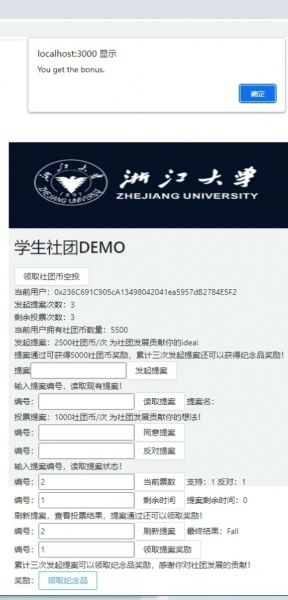 localhost:3000 显示
You get the bonus.
确定
浙江大学
ZHEJIANG UNIVERSITY
学生社团DEMO
领取社团币空投
当前用户：0x236C691C905cA13498042041ea5957dB2784E5F2
发起提案次数：3
剩余投票次数：3
当前用户拥有社团币数量：5500
发起提案：2500社团币/次 为社团发展贡献你的ideal
提案通过可获得5000社团币奖励，累计三次发起提案还可以获得纪念品奖励！
提案 发起提案
输入提案编号，读取现有提案！
编号： 读取提案 提案名：
投票提案：1000社团币/次 为社团发展贡献你的想法！
编号： 同意提案
编号： 反对提案
输入提案编号，读取提案状态！
编号： 2 当前票数 支持：1 反对：1
编号： 1 剩余时间 提案剩余时间：0
刷新提案，查看投票结果，提案通过还可以领取奖励！
编号： 2 刷新提案 最终结果：Fall
编号： 1 领取提案奖励
累计三次发起提案可以领取纪念品奖励，感谢你对社团发展的贡献！
奖励： 领取纪念品